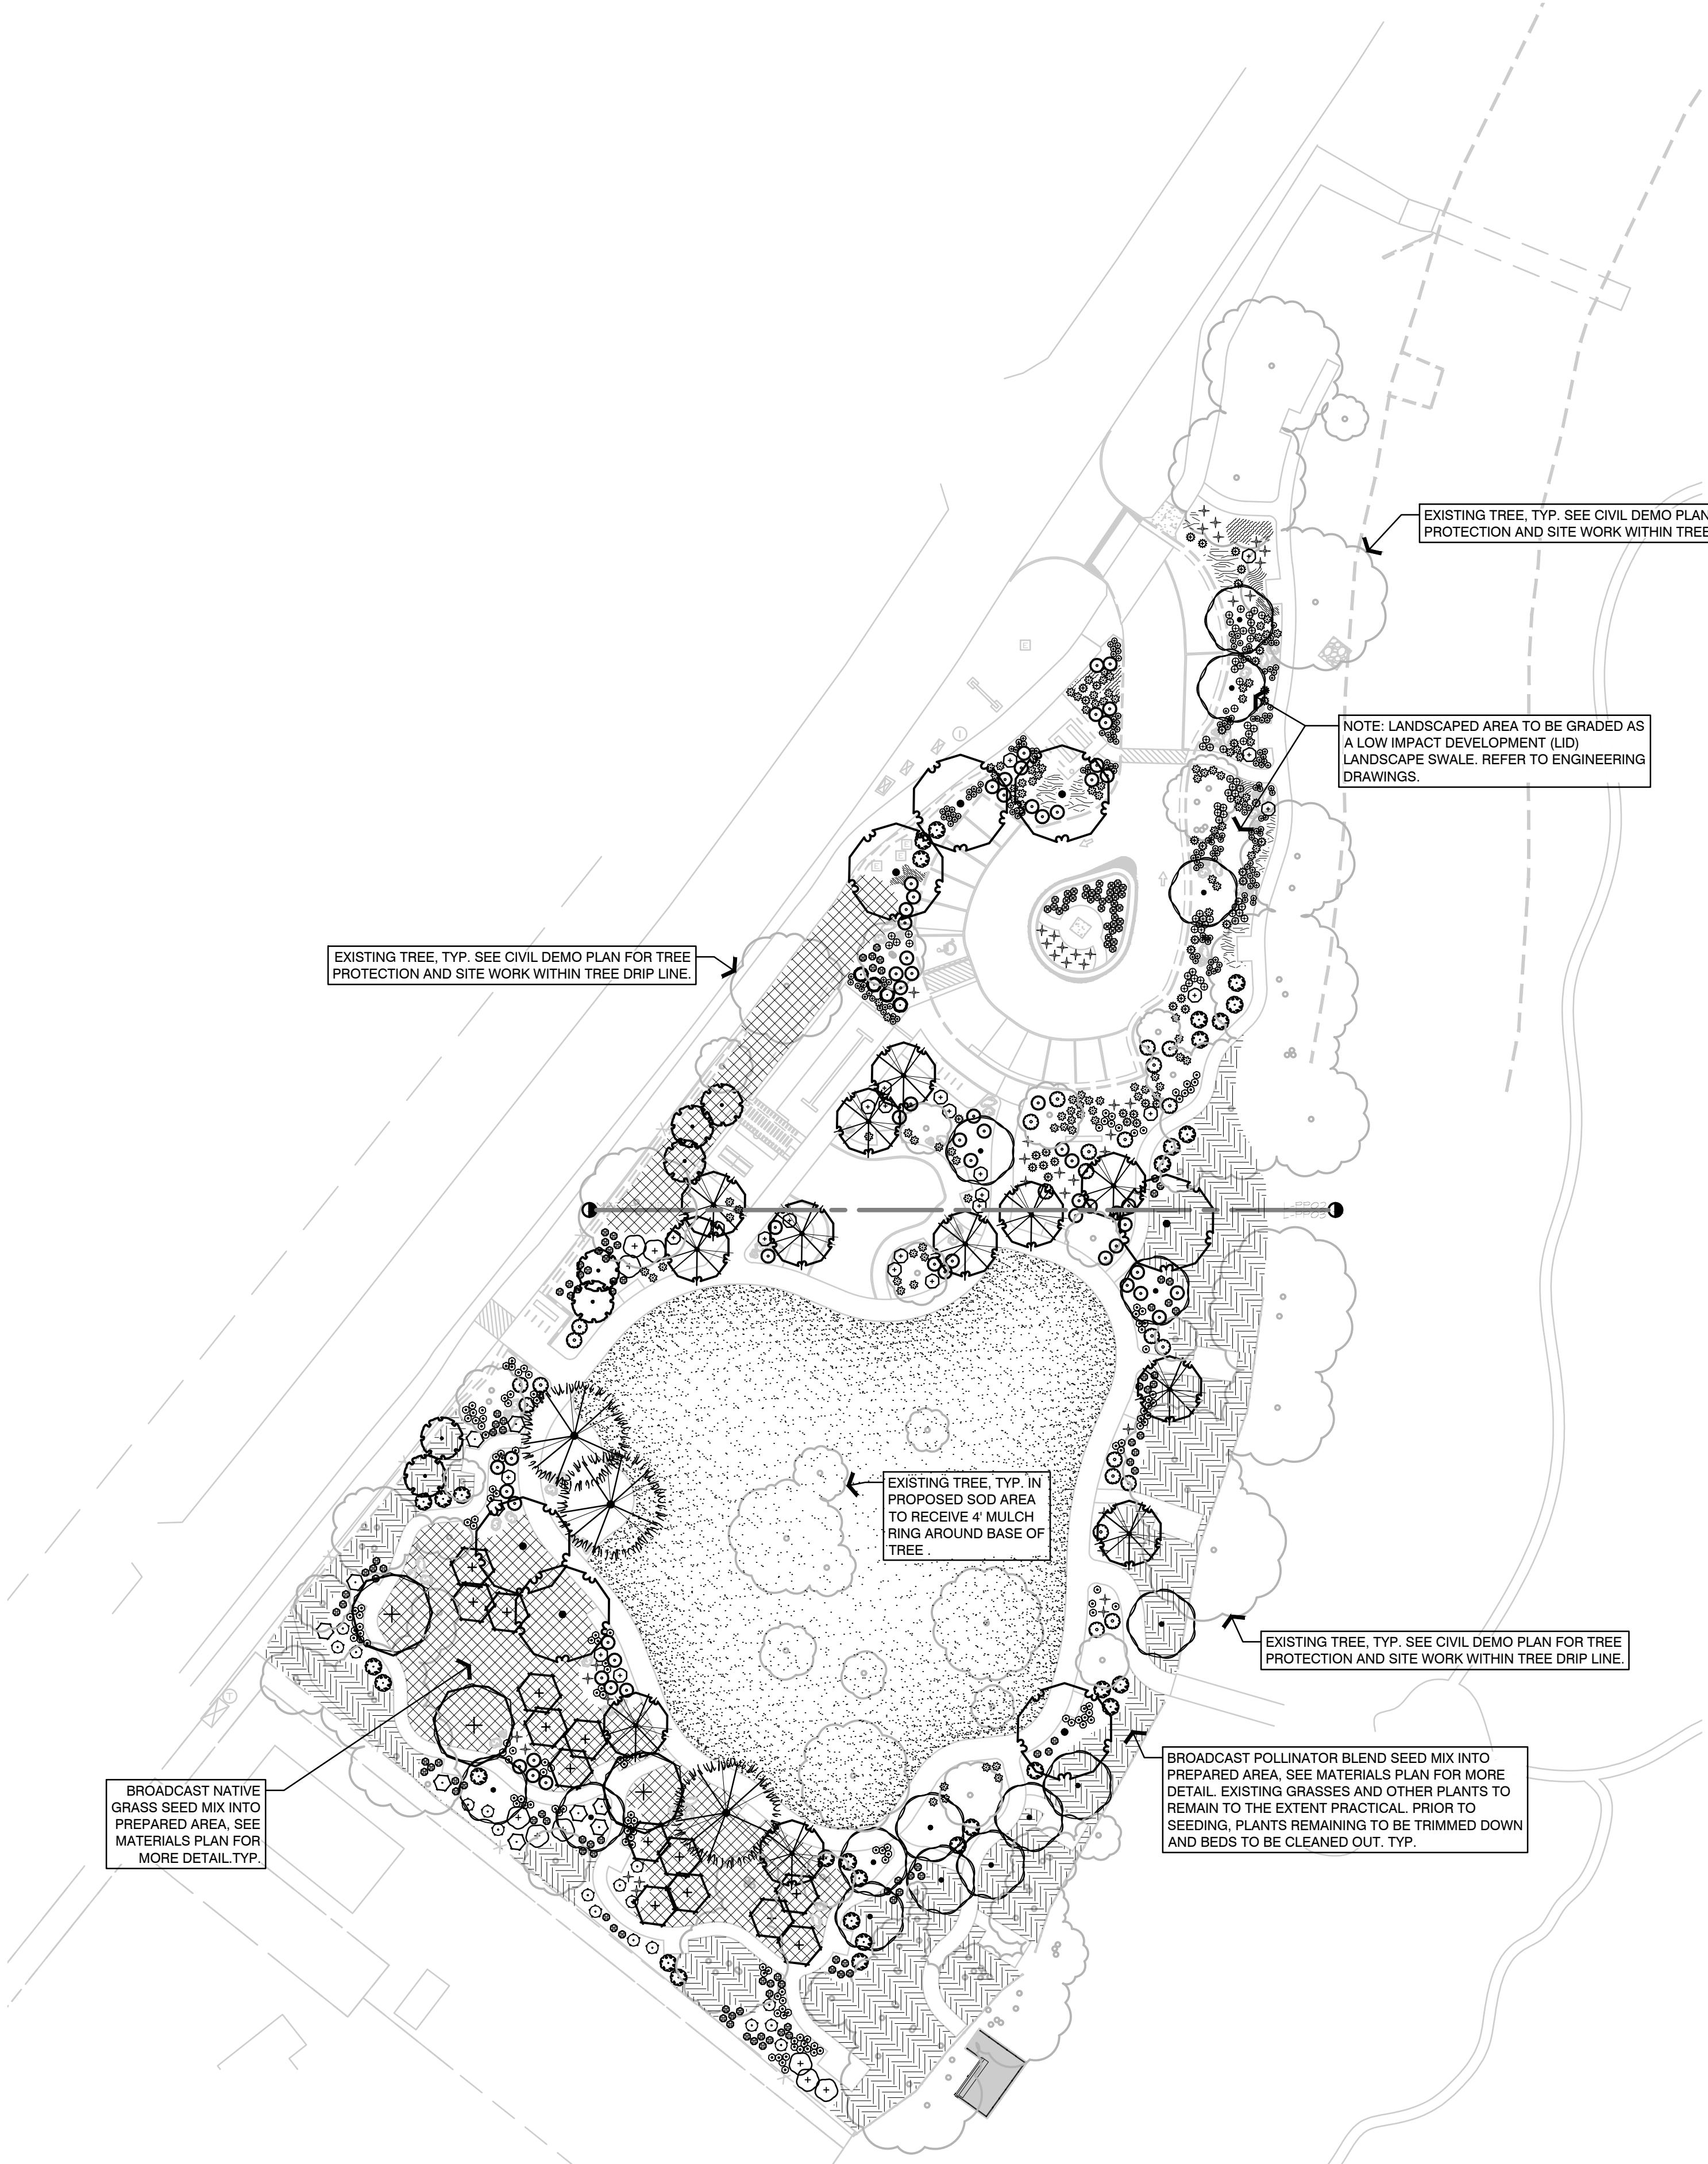 EXISTING TREE, TYP. SEE CIVIL DEMO PLAN
PROTECTION AND SITE WORK WITHIN TREE
NOTE: LANDSCAPED AREA TO BE GRADED AS
A LOW IMPACT DEVELOPMENT (LID)
LANDSCAPE SWALE. REFER TO ENGINEERING
DRAWINGS.
EXISTING TREE, TYP. SEE CIVIL DEMO PLAN FOR TREE
PROTECTION AND SITE WORK WITHIN TREE DRIP LINE.
EXISTING TREE, TYP. IN
PROPOSED SOD AREA
TO RECEIVE 4' MULCH
RING AROUND BASE OF
TREE .
EXISTING TREE, TYP. SEE CIVIL DEMO PLAN FOR TREE
PROTECTION AND SITE WORK WITHIN TREE DRIP LINE.
BROADCAST POLLINATOR BLEND SEED MIX INTO
PREPARED AREA, SEE MATERIALS PLAN FOR MORE
DETAIL. EXISTING GRASSES AND OTHER PLANTS TO
REMAIN TO THE EXTENT PRACTICAL. PRIOR TO
SEEDING, PLANTS REMAINING TO BE TRIMMED DOWN
AND BEDS TO BE CLEANED OUT. TYP.
BROADCAST NATIVE
GRASS SEED MIX INTO
PREPARED AREA, SEE
MATERIALS PLAN FOR
MORE DETAIL.TYP.